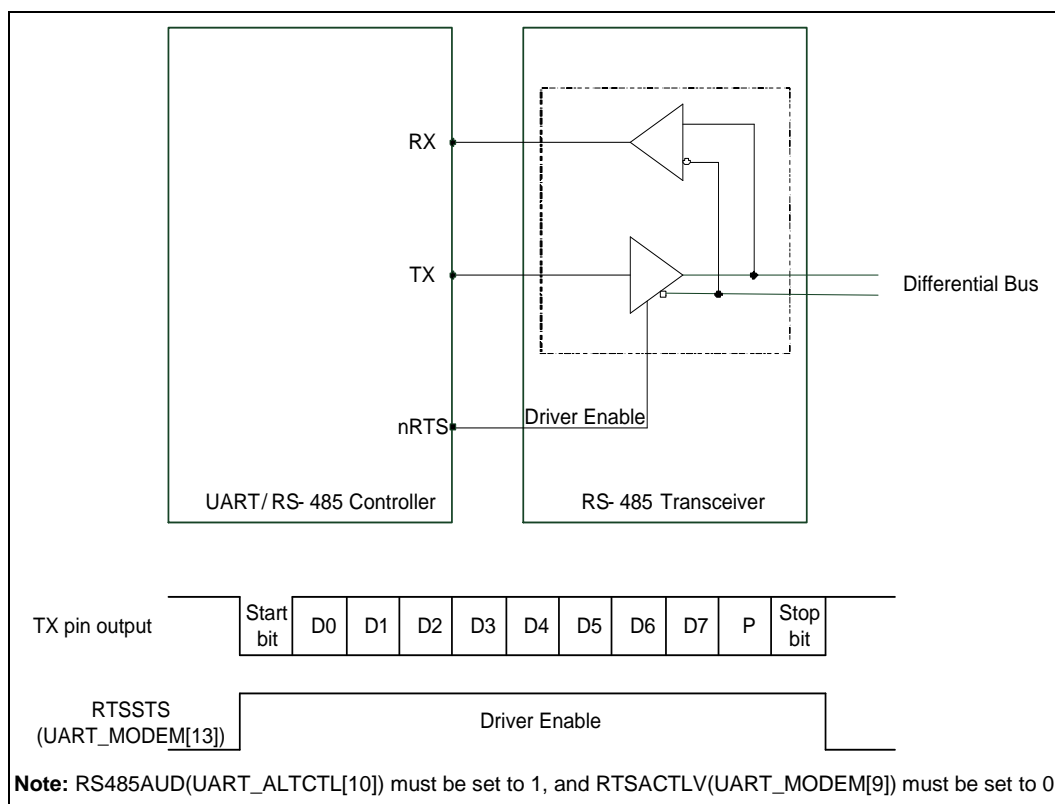 RX
TX
Differential Bus
nRTS
Driver Enable
UART/RS- 485 Controller
RS- 485 Transceiver
TX pin output
Start bit
D0
D1
D2
D3
D4
D5
D6
D7
P
Stop bit
RTSSTS
(UART_MODEM[13])
Driver Enable
Note: RS485AUD(UART_ALTCTL[10]) must be set to 1, and RTSACTLV(UART_MODEM[9]) must be set to 0